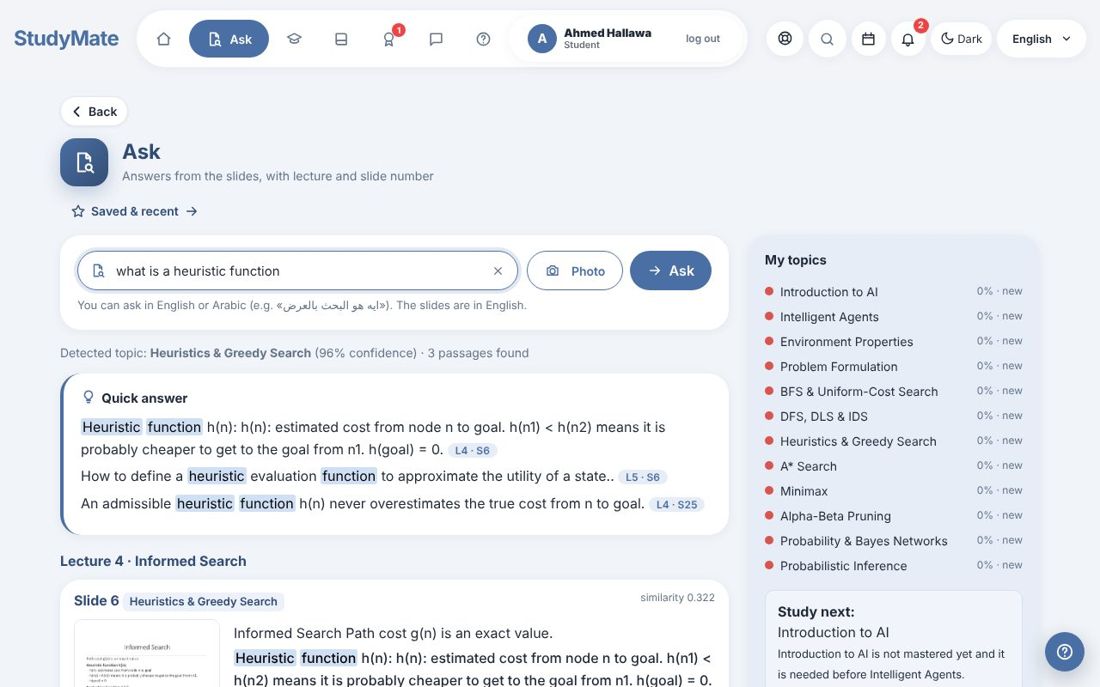 StudyMate
Ask
1
A
Ahmed Hallawa
Student
log out
2
Dark
English
Back
Ask
Answers from the slides, with lecture and slide number
Saved & recent
what is a heuristic function
Photo
Ask
You can ask in English or Arabic (e.g. «ايه هو البحث بالعرض»). The slides are in English.
Detected topic: Heuristics & Greedy Search (96% confidence) · 3 passages found
Quick answer
Heuristic function h(n): h(n): estimated cost from node n to goal. h(n1) < h(n2) means it is
probably cheaper to get to the goal from n1. h(goal) = 0. L4 · S6
How to define a heuristic evaluation function to approximate the utility of a state.. L5 · S6
An admissible heuristic function h(n) never overestimates the true cost from n to goal. L4 · S25
Lecture 4 · Informed Search
Slide 6 Heuristics & Greedy Search
similarity 0.322
Informed Search
Informed Search Path cost g(n) is an exact value.
Heuristic function h(n): h(n): estimated cost from node n to goal. h(n1) <
h(n2) means it is probably cheaper to get to the goal from n1. h(goal) = 0.
My topics
Introduction to AI 0% · new
Intelligent Agents 0% · new
Environment Properties 0% · new
Problem Formulation 0% · new
BFS & Uniform-Cost Search 0% · new
DFS, DLS & IDS 0% · new
Heuristics & Greedy Search 0% · new
A* Search 0% · new
Minimax 0% · new
Alpha-Beta Pruning 0% · new
Probability & Bayes Networks 0% · new
Probabilistic Inference 0% · new
Study next:
Introduction to AI
Introduction to AI is not mastered yet and it
is needed before Intelligent Agents.